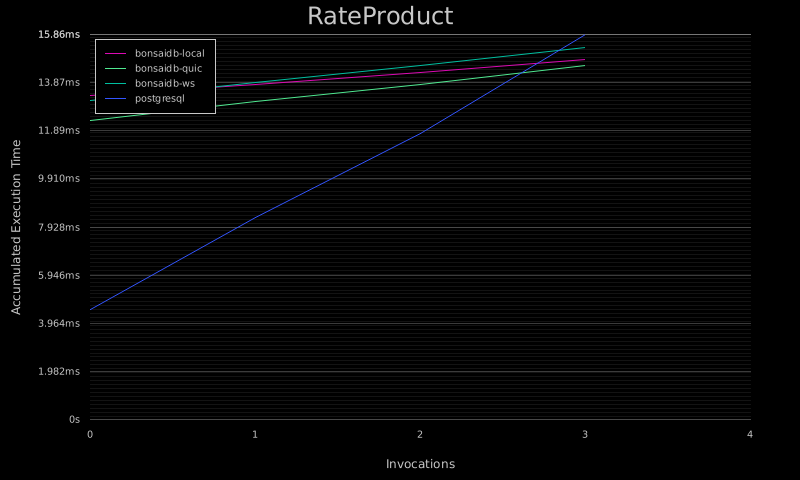 RateProduct
15.86ms
13.87ms
11.89ms
9.910ms
7.928ms
5.946ms
3.964ms
1.982ms
0s
bonsaidb-local
bonsaidb-quic
bonsaidb-ws
postgresql
Accumulated Execution Time
0 1 2 3 4
Invocations